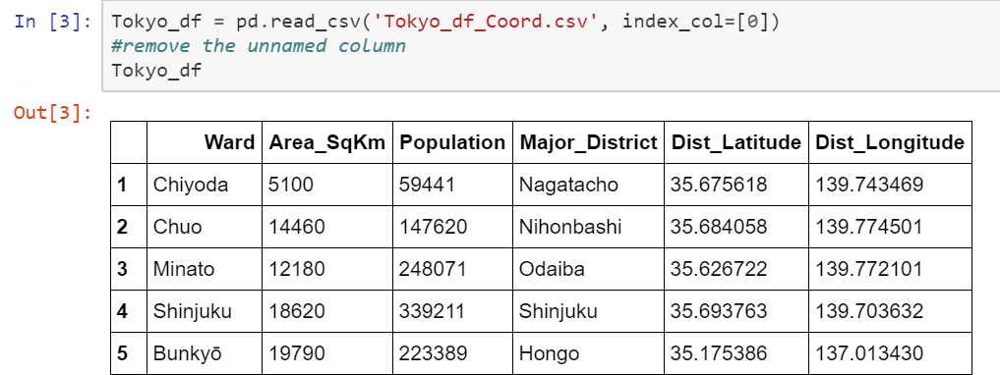 In [3]: Tokyo_df = pd.read_csv('Tokyo_df_Coord.csv', index_col=[0])
#remove the unnamed column
Tokyo_df
Out[3]:
Ward Area_SqKm Population Major_District Dist_Latitude Dist_Longitude
1 Chiyoda 5100 59441 Nagatacho 35.675618 139.743469
2 Chuo 14460 147620 Nihonbashi 35.684058 139.774501
3 Minato 12180 248071 Odaiba 35.626722 139.772101
4 Shinjuku 18620 339211 Shinjuku 35.693763 139.703632
5 Bunkyō 19790 223389 Hongo 35.175386 137.013430